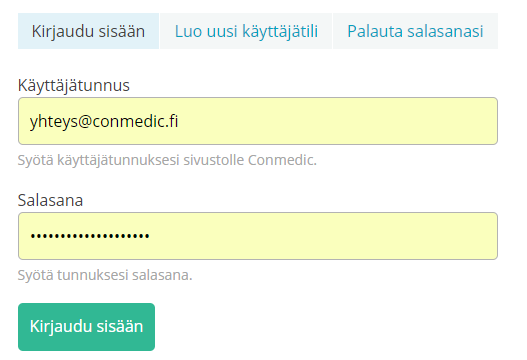 Kirjaudu sisään Luo uusi käyttäjätili Palauta salasanasi
Käyttäjätunnus
yhteys@conmedic.fi
Syötä käyttäjätunnuksesi sivustolle Conmedic.
Salasana
••••••••••••••••••••
Syötä tunnuksesi salasana.
Kirjaudu sisään